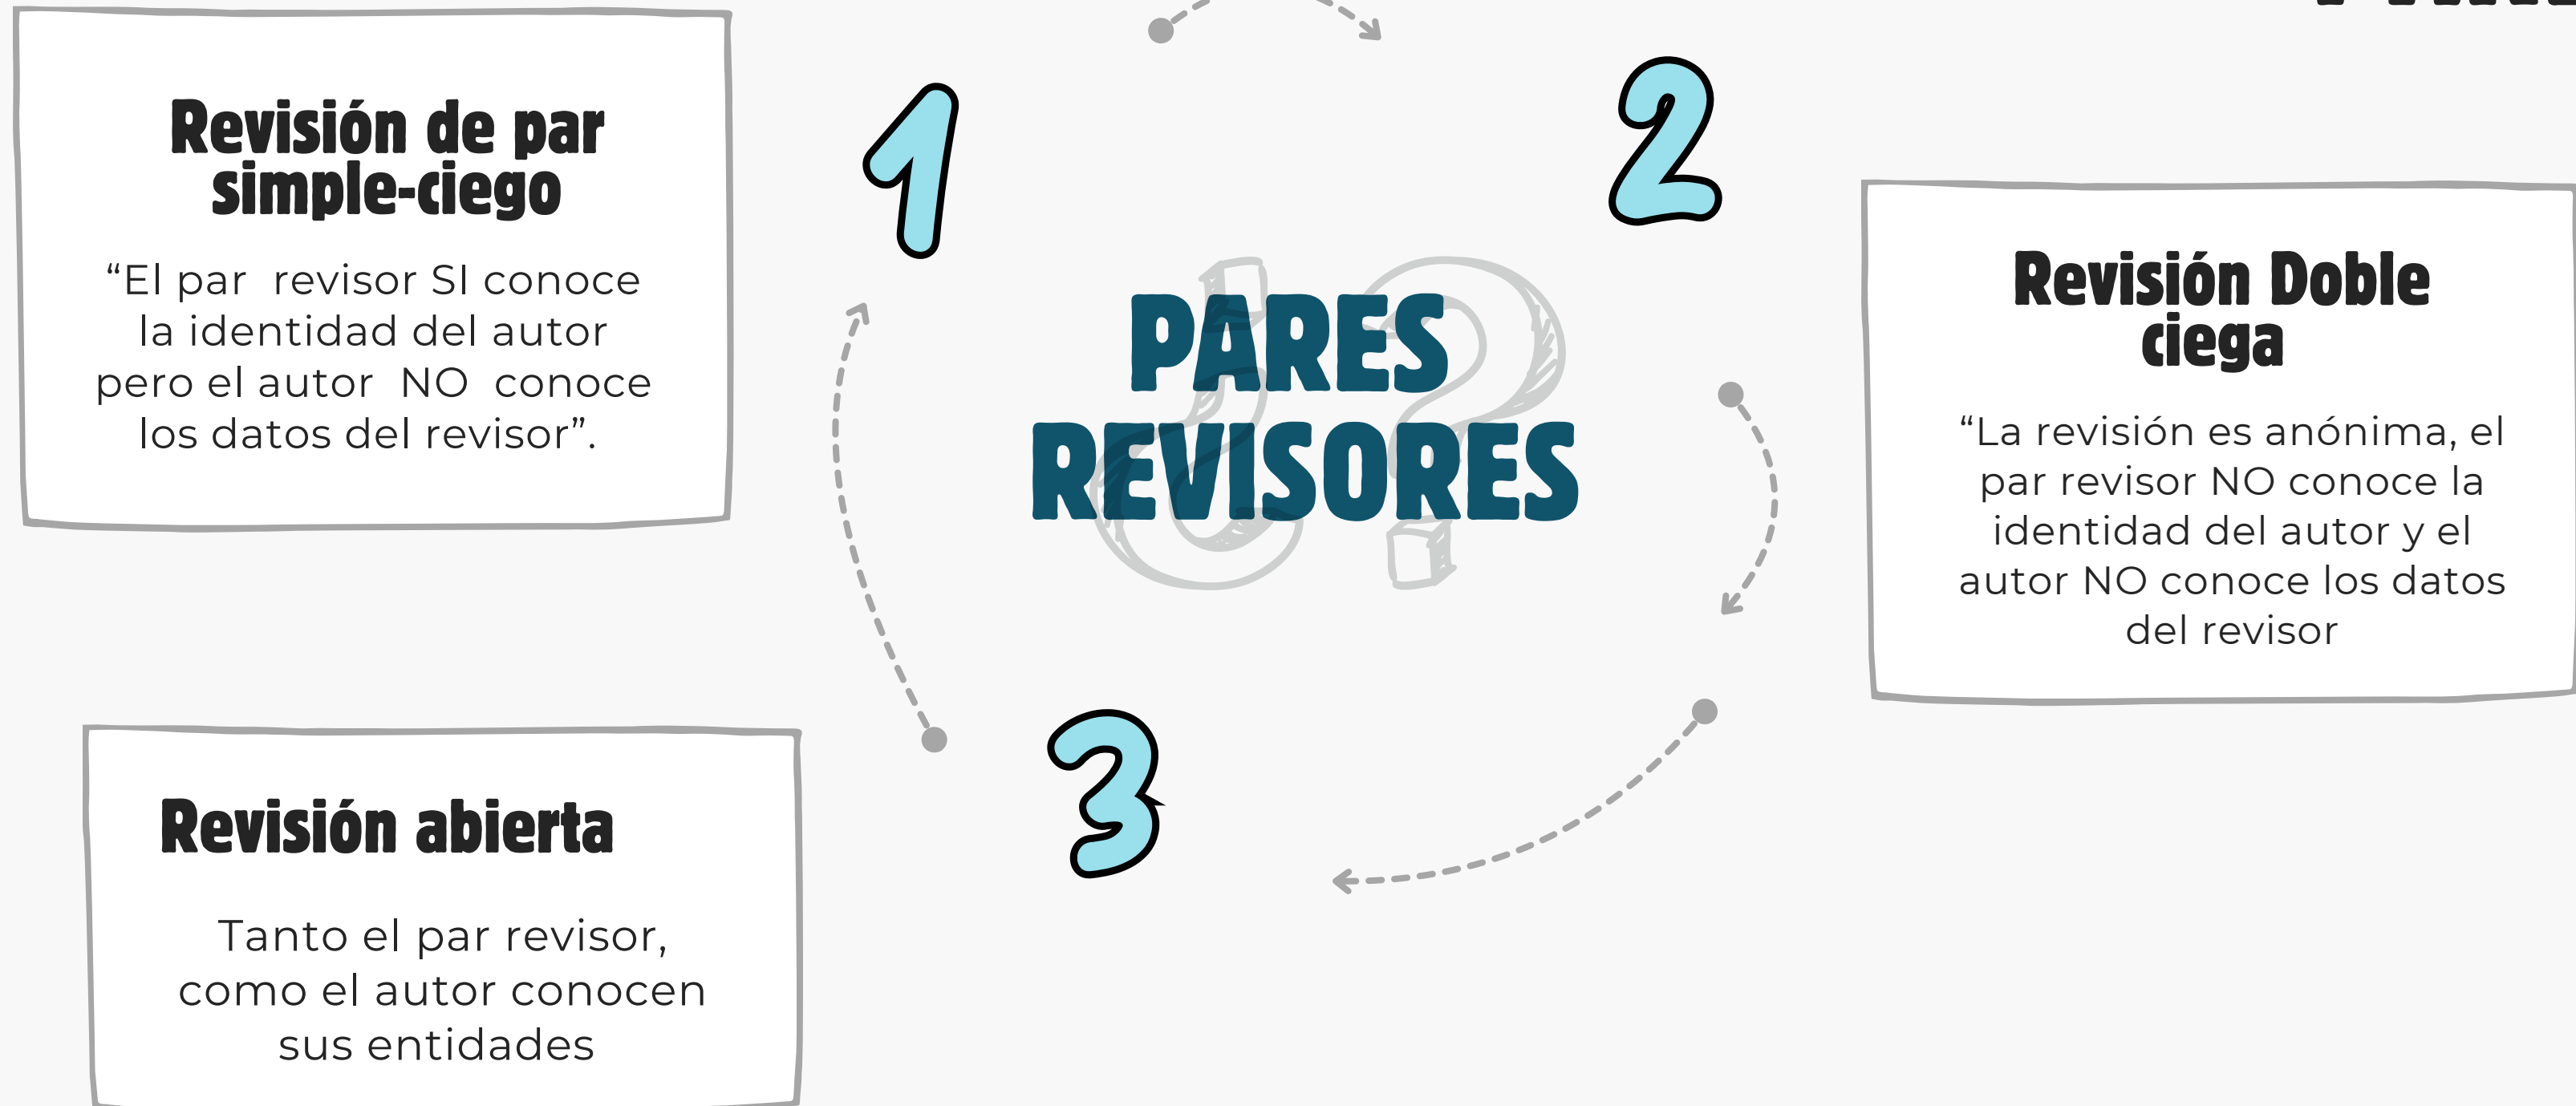 Revisión de par
simple-ciego
“El par  revisor SI conoce
la identidad del autor
pero el autor  NO  conoce
los datos del revisor”.
1
2
PARES
REVISORES
¿?
Revisión Doble
ciega
“La revisión es anónima, el
par revisor NO conoce la
identidad del autor y el
autor NO conoce los datos
del revisor
3
Revisión abierta
Tanto el par revisor,
como el autor conocen
sus entidades